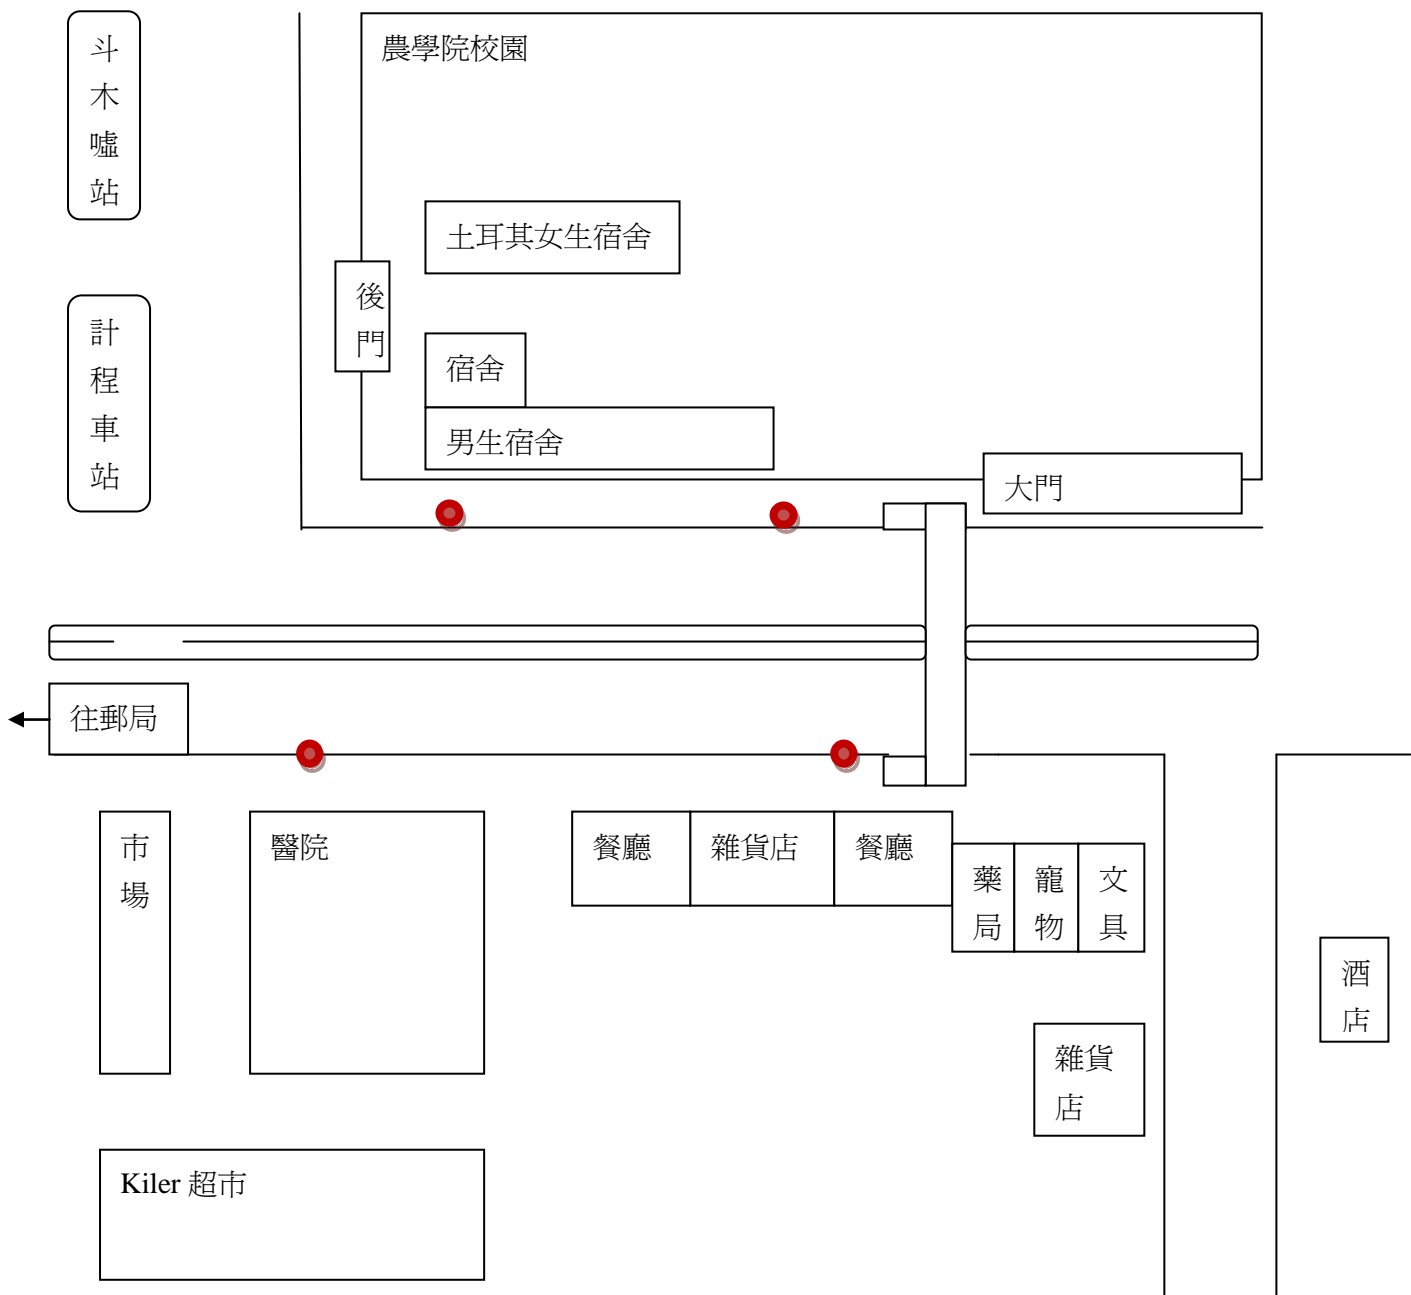 斗
木
噓
站
農學院校園
土耳其女生宿舍
後
門
計
程
車
站
宿舍
男生宿舍
大門
往郵局
市
場
醫院
餐廳
雜貨店
餐廳
藥
局
寵
物
文
具
酒
店
雜貨
店
Kiler 超市